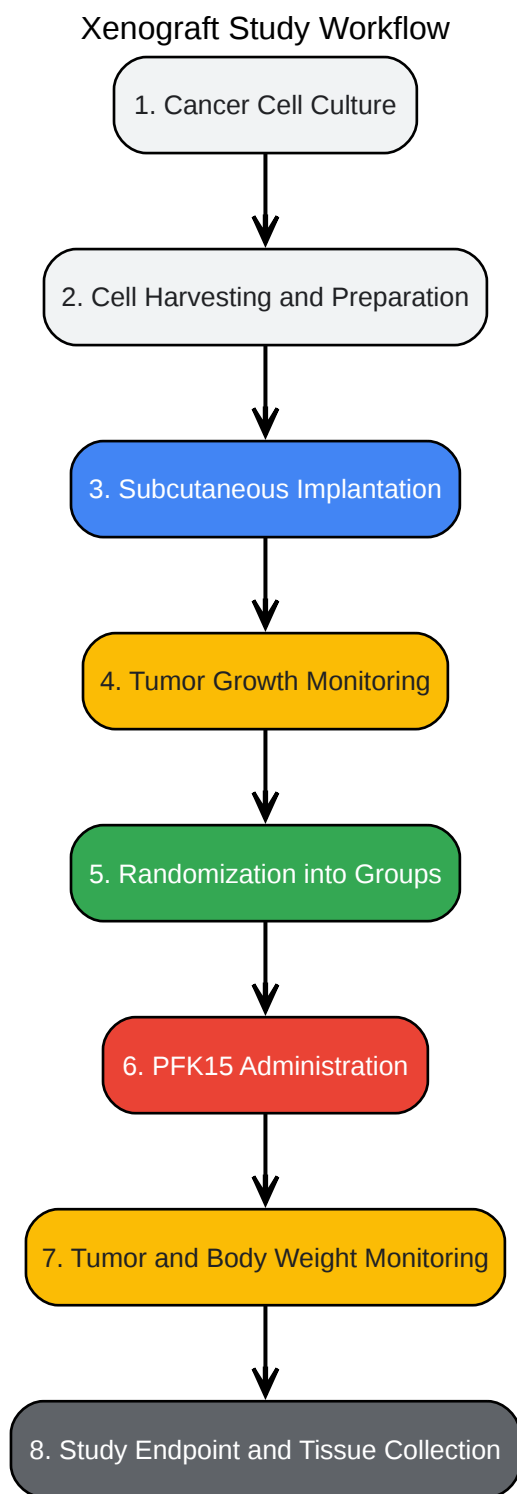 Xenograft Study Workflow
1. Cancer Cell Culture
2. Cell Harvesting and Preparation
3. Subcutaneous Implantation
4. Tumor Growth Monitoring
5. Randomization into Groups
6. PFK15 Administration
7. Tumor and Body Weight Monitoring
8. Study Endpoint and Tissue Collection